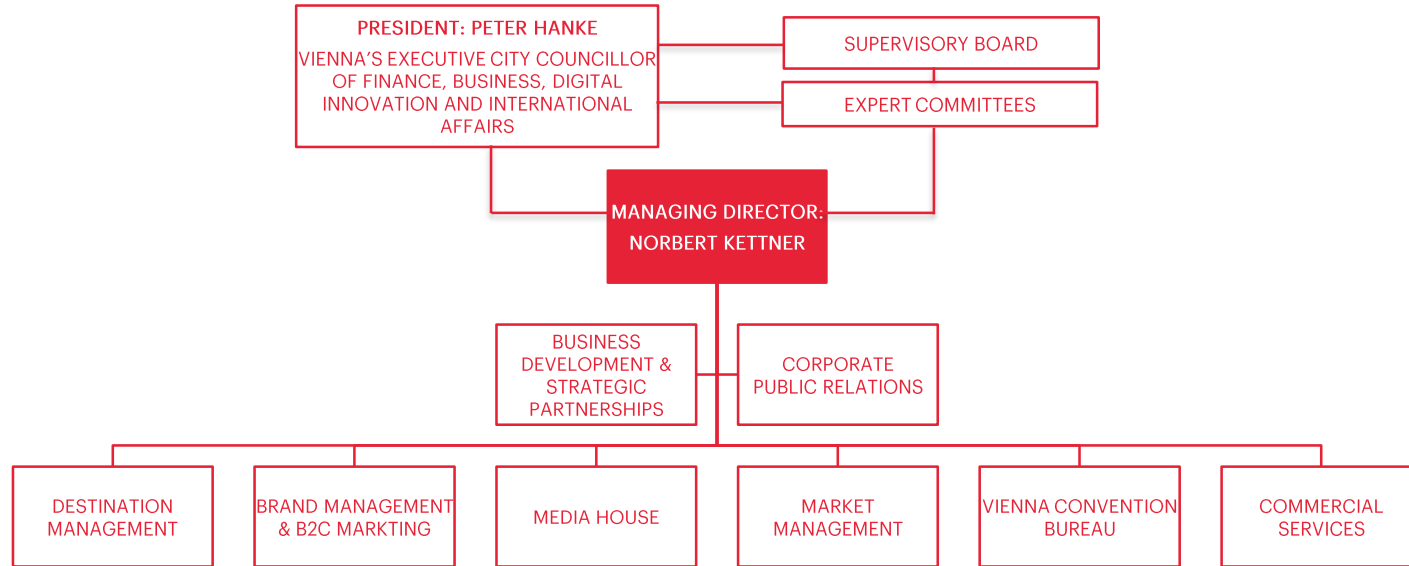 PRESIDENT: PETER HANKE
VIENNA'S EXECUTIVE CITY COUNCILLOR
OF FINANCE, BUSINESS, DIGITAL
INNOVATION AND INTERNATIONAL
AFFAIRS
SUPERVISORY BOARD
EXPERT COMMITTEES
MANAGING DIRECTOR:
NORBERT KETTNER
BUSINESS
DEVELOPMENT &
STRATEGIC
PARTNERSHIPS
CORPORATE
PUBLIC RELATIONS
DESTINATION
MANAGEMENT
BRAND MANAGEMENT
& B2C MARKTING
MEDIA HOUSE
MARKET
MANAGEMENT
VIENNA CONVENTION
BUREAU
COMMERCIAL
SERVICES